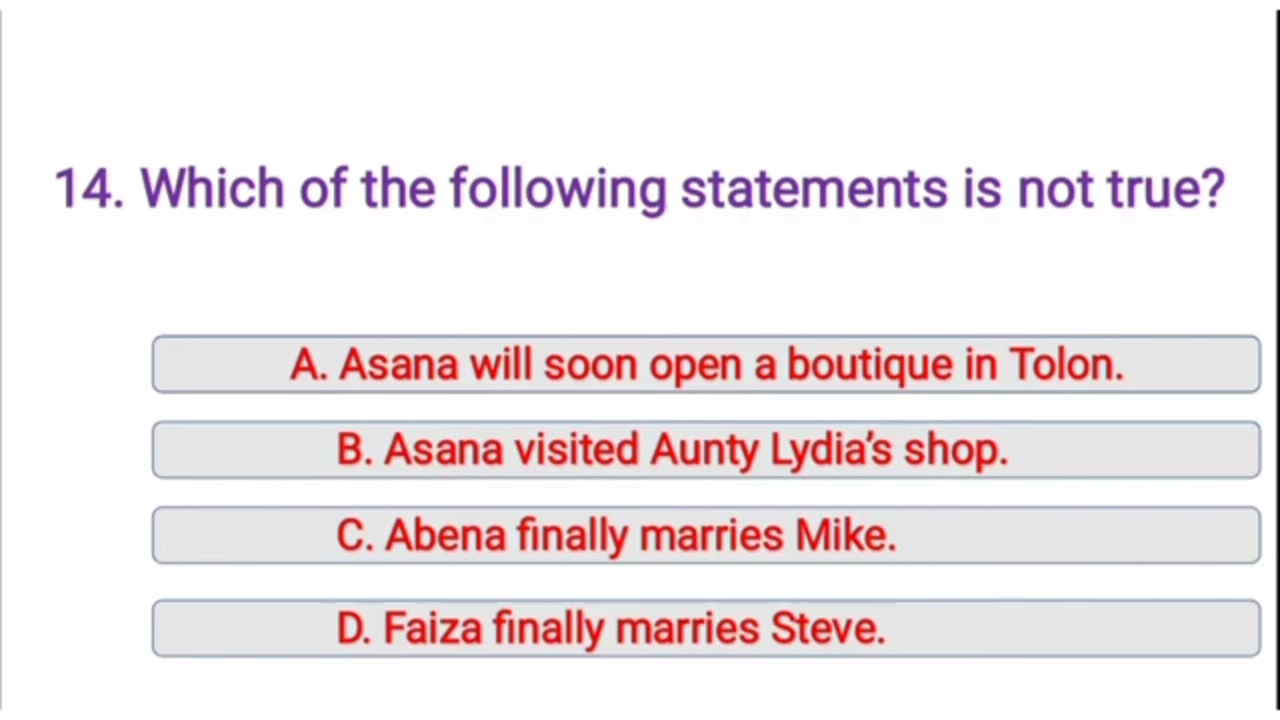 14. Which of the following statements is not true?
A. Asana will soon open a boutique in Tolon.
B. Asana visited Aunty Lydia’s shop.
C. Abena finally marries Mike.
D. Faiza finally marries Steve.